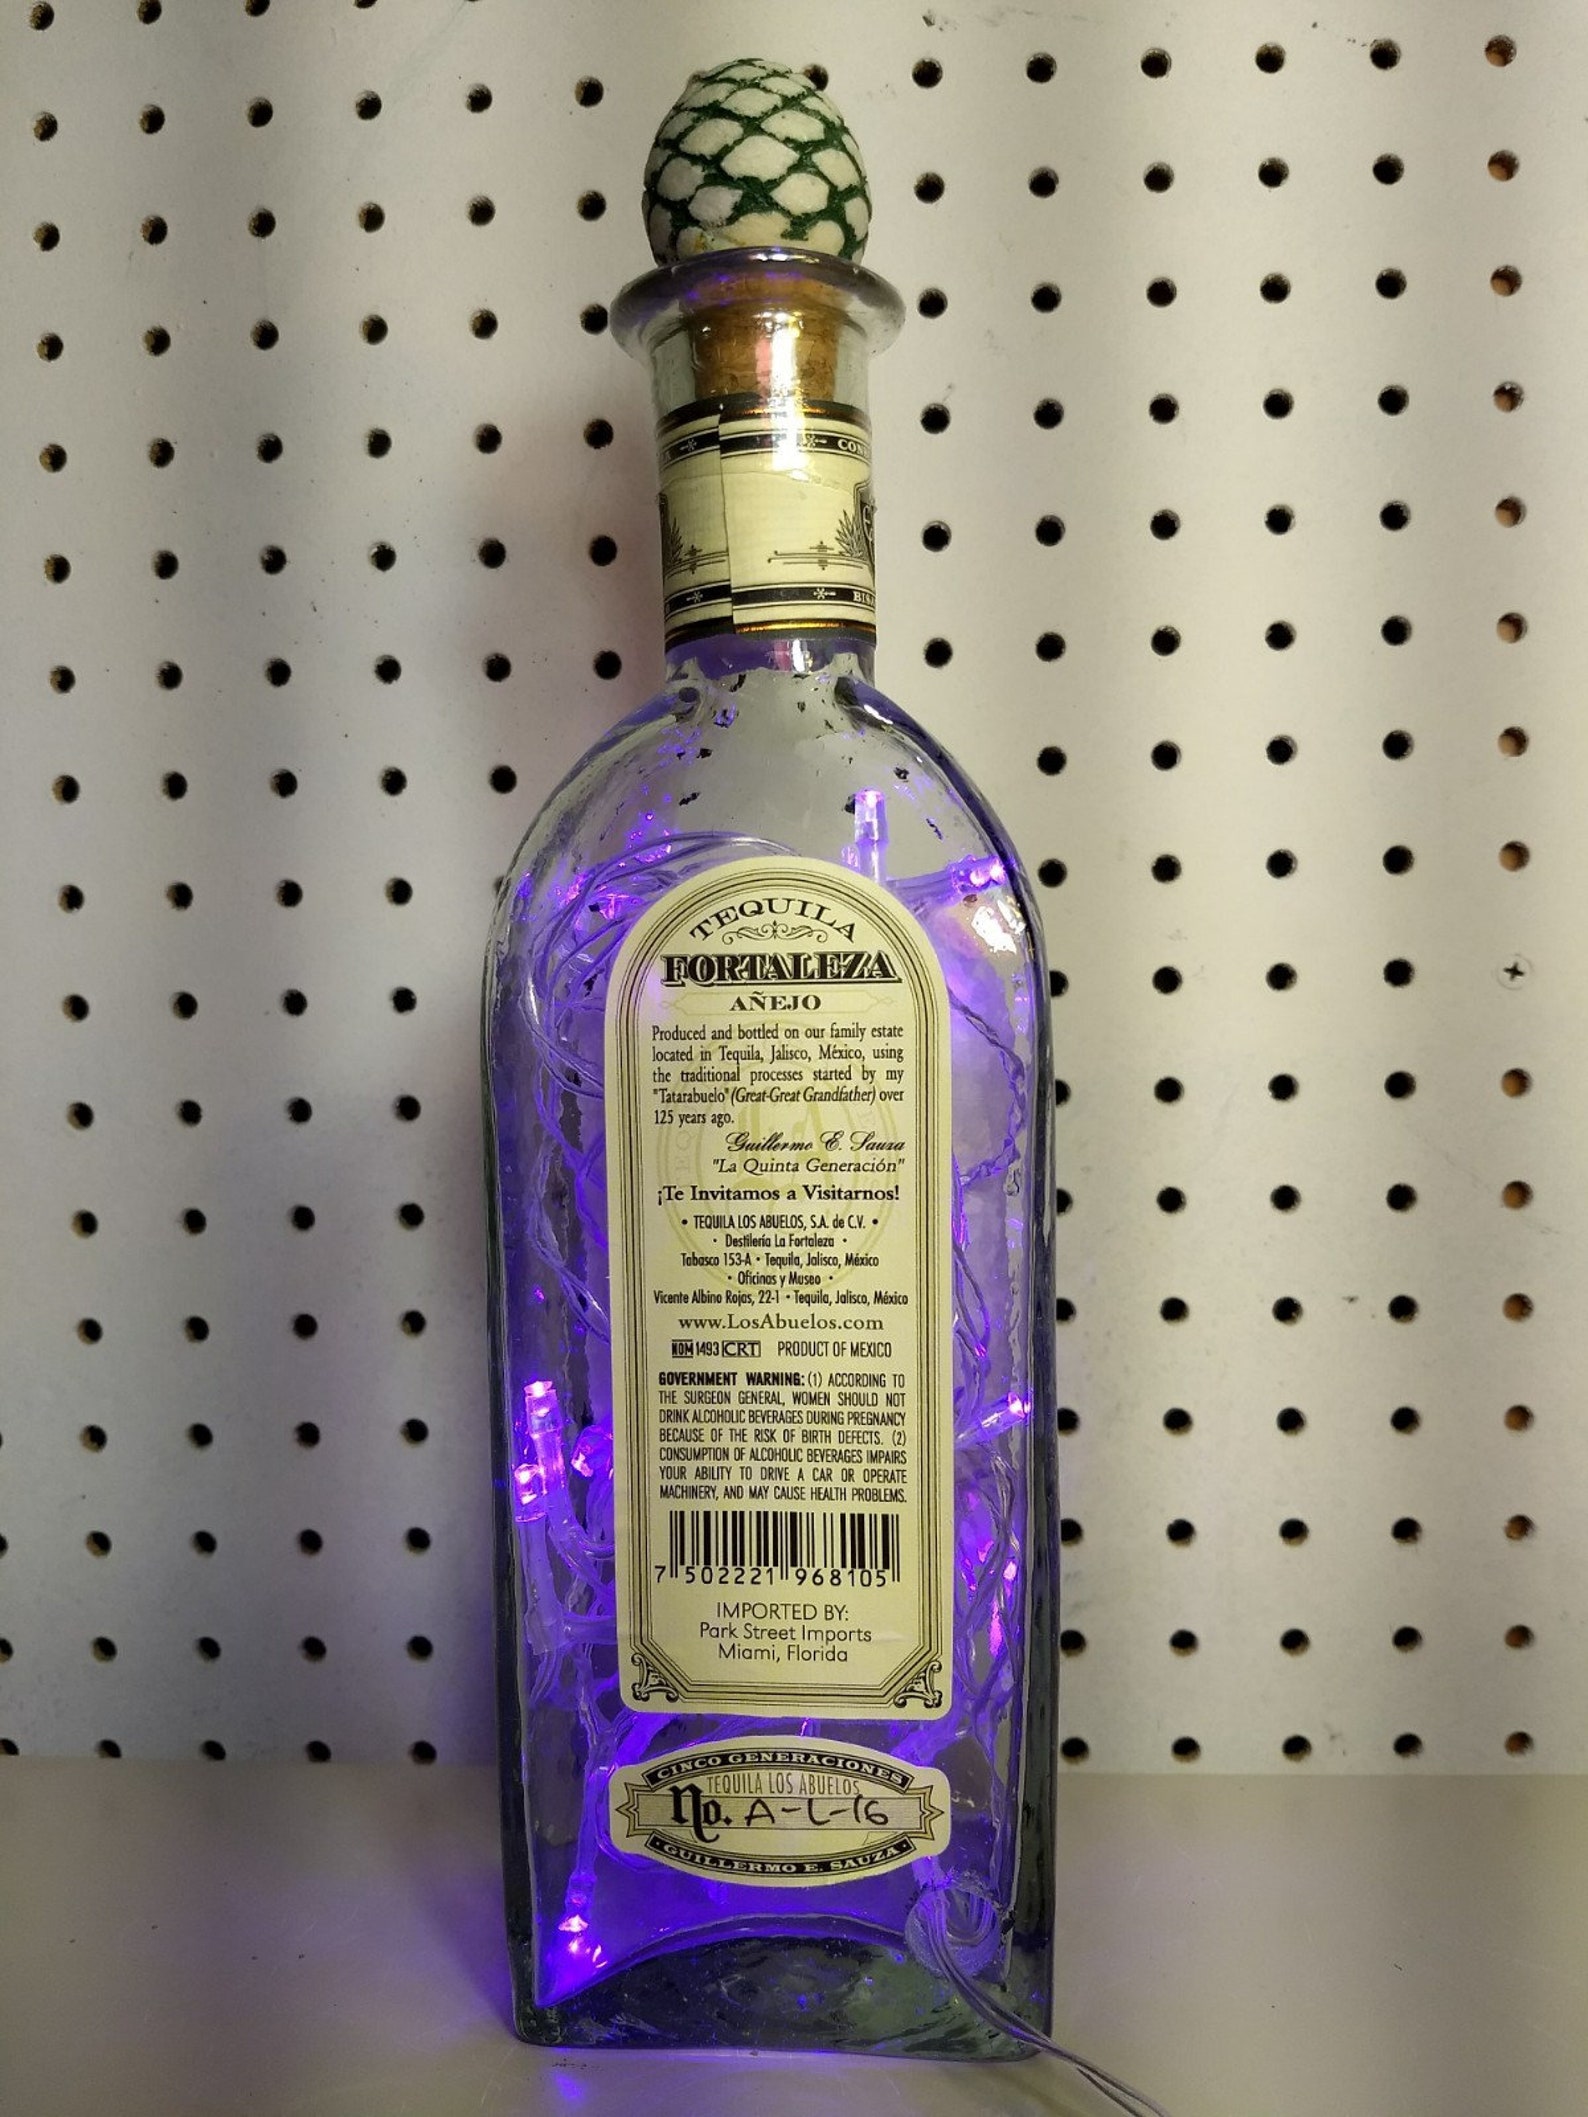 CON
BIS
TEQUILA
FORTALEZA
AÑEJO
Produced and bottled on our family estate
located in Tequila, Jalisco, México, using
the traditional processes started by my
"Tatarabuelo" (Great-Great Grandfather) over
125 years ago.
Guillermo E. Sauza
"La Quinta Generación"
¡Te Invitamos a Visitarnos!
• TEQUILA LOS ABUELOS, S.A. de C.V. •
• Destilería La Fortaleza •
Tabasco 153-A • Tequila, Jalisco, México
• Oficinas y Museo •
Vicente Albino Rojas, 22-1 • Tequila, Jalisco, México
www.LosAbuelos.com
NOM 1493 CRT PRODUCT OF MEXICO
GOVERNMENT WARNING: (1) ACCORDING TO
THE SURGEON GENERAL, WOMEN SHOULD NOT
DRINK ALCOHOLIC BEVERAGES DURING PREGNANCY
BECAUSE OF THE RISK OF BIRTH DEFECTS. (2)
CONSUMPTION OF ALCOHOLIC BEVERAGES IMPAIRS
YOUR ABILITY TO DRIVE A CAR OR OPERATE
MACHINERY, AND MAY CAUSE HEALTH PROBLEMS.
7 502221 968105
IMPORTED BY:
Park Street Imports
Miami, Florida
CINCO GENERACIONES
TEQUILA LOS ABUELOS
No. A-L-16
• GUILLERMO E. SAUZA •